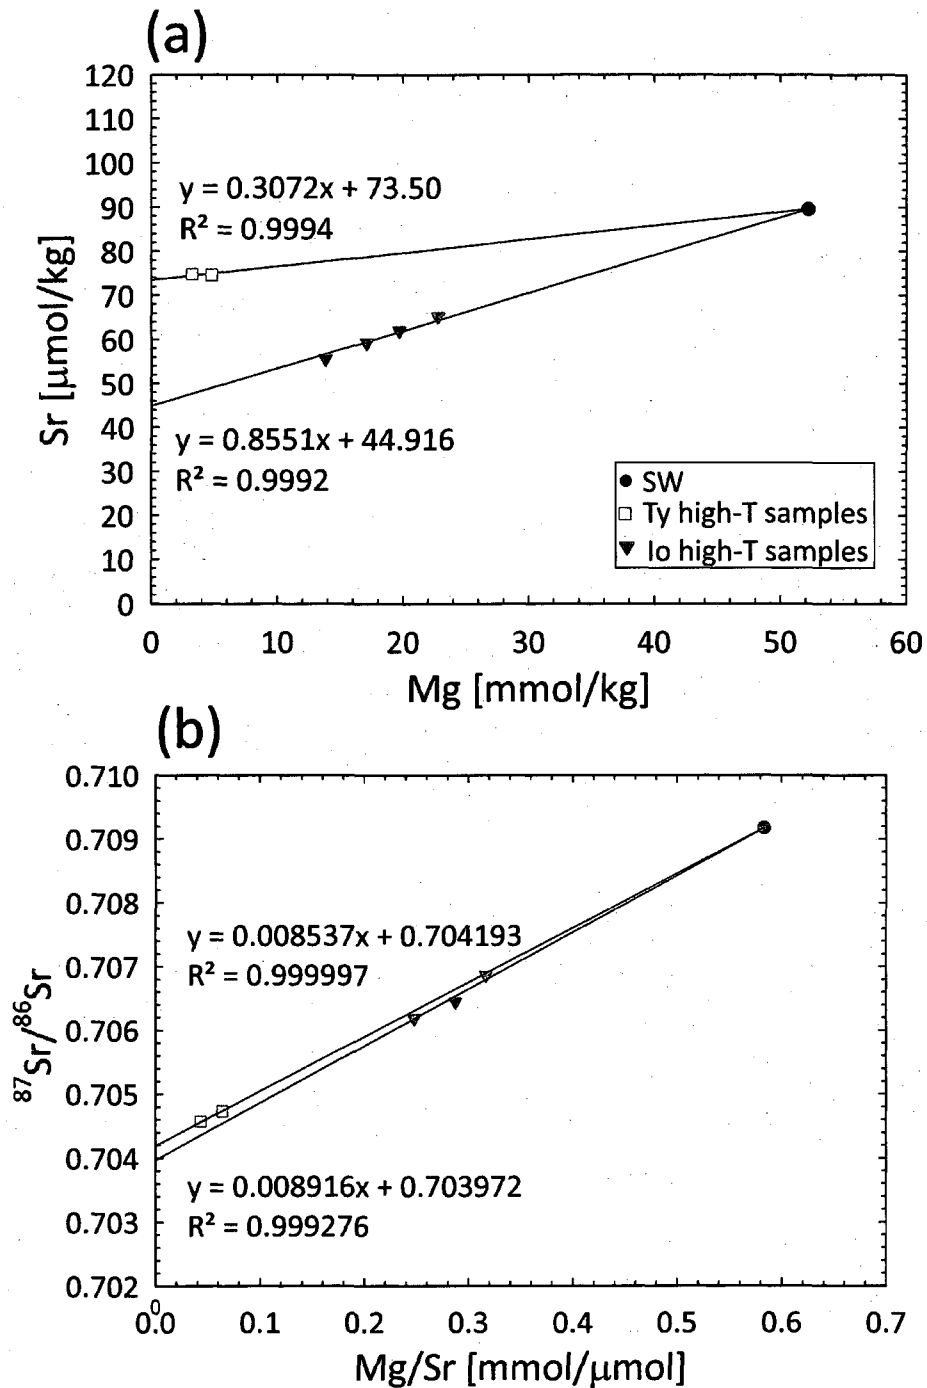 (a)
120
110
100
90
80
70
60
50
40
30
20
10
0
Sr [μmol/kg]
y = 0.3072x + 73.50
R² = 0.9994
y = 0.8551x + 44.916
R² = 0.9992
SW
Ty high-T samples
Io high-T samples
0 10 20 30 40 50 60
Mg [mmol/kg]
(b)
0.710
0.709
0.708
0.707
0.706
0.705
0.704
0.703
0.702
⁸⁷Sr/⁸⁶Sr
y = 0.008537x + 0.704193
R² = 0.999997
y = 0.008916x + 0.703972
R² = 0.999276
0
0.0 0.1 0.2 0.3 0.4 0.5 0.6 0.7
Mg/Sr [mmol/μmol]